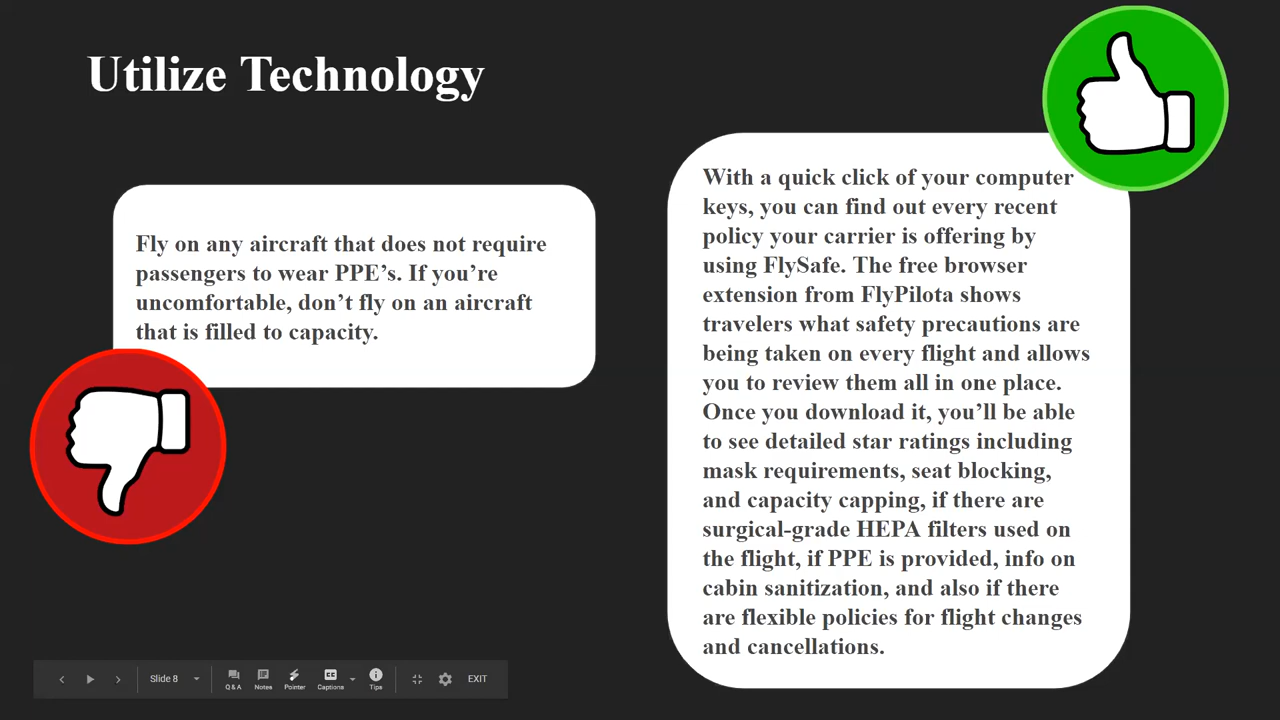 Utilize Technology
Fly on any aircraft that does not require
passengers to wear PPE’s. If you’re
uncomfortable, don’t fly on an aircraft
that is filled to capacity.
With a quick click of your computer
keys, you can find out every recent
policy your carrier is offering by
using FlySafe. The free browser
extension from FlyPilota shows
travelers what safety precautions are
being taken on every flight and allows
you to review them all in one place.
Once you download it, you’ll be able
to see detailed star ratings including
mask requirements, seat blocking,
and capacity capping, if there are
surgical-grade HEPA filters used on
the flight, if PPE is provided, info on
cabin sanitization, and also if there
are flexible policies for flight changes
and cancellations.
Slide 8
Q & A
Notes
Pointer
CC
Captions
Tips
EXIT